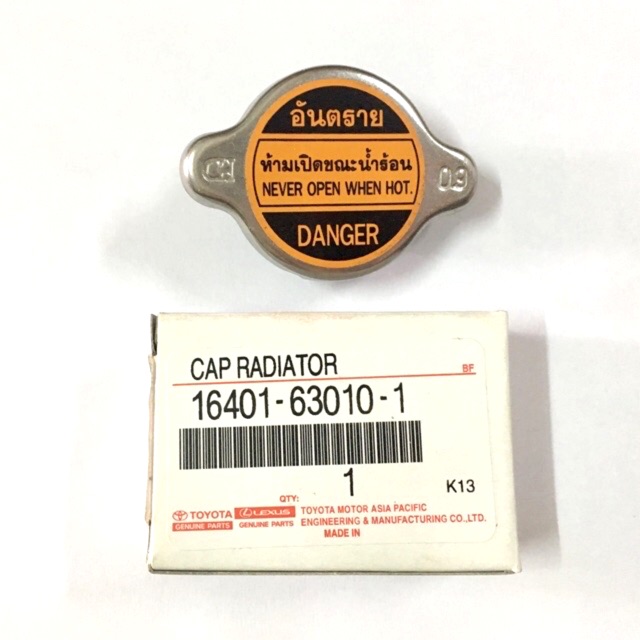 อันตราย
ห้ามเปิดขณะน้ำร้อน
NEVER OPEN WHEN HOT.
DANGER
0.9
CAP RADIATOR
BF
16401-63010-1
QTY: 1
K13
TOYOTA
GENUINE PARTS
LEXUS
GENUINE PARTS
TOYOTA MOTOR ASIA PACIFIC
ENGINEERING & MANUFACTURING CO.,LTD.
MADE IN